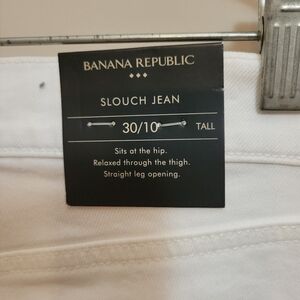 BANANA REPUBLIC
SLOUCH JEAN
30/10 TALL
Sits at the hip.
Relaxed through the thigh.
Straight leg opening.